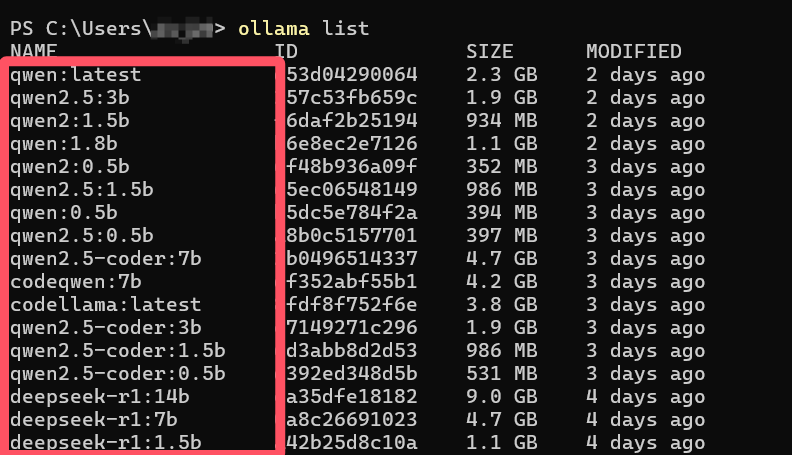 PS C:\Users\ > ollama list
NAME ID SIZE MODIFIED
qwen:latest 53d04290064 2.3 GB 2 days ago
qwen2.5:3b 57c53fb659c 1.9 GB 2 days ago
qwen2:1.5b 6daf2b25194 934 MB 2 days ago
qwen:1.8b 6e8ec2e7126 1.1 GB 2 days ago
qwen2:0.5b f48b936a09f 352 MB 3 days ago
qwen2.5:1.5b 5ec06548149 986 MB 3 days ago
qwen:0.5b 5dc5e784f2a 394 MB 3 days ago
qwen2.5:0.5b 8b0c5157701 397 MB 3 days ago
qwen2.5-coder:7b b0496514337 4.7 GB 3 days ago
codeqwen:7b f352abf55b1 4.2 GB 3 days ago
codellama:latest fdf8f752f6e 3.8 GB 3 days ago
qwen2.5-coder:3b 7149271c296 1.9 GB 3 days ago
qwen2.5-coder:1.5b d3abb8d2d53 986 MB 3 days ago
qwen2.5-coder:0.5b 392ed348d5b 531 MB 3 days ago
deepseek-r1:14b a35dfe18182 9.0 GB 4 days ago
deepseek-r1:7b a8c26691023 4.7 GB 4 days ago
deepseek-r1:1.5b 42b25d8c10a 1.1 GB 4 days ago